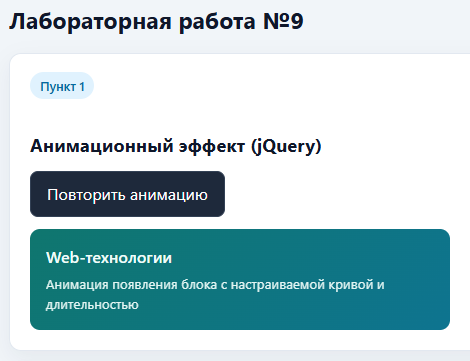 Лабораторная работа №9
Пункт 1
Анимационный эффект (jQuery)
Повторить анимацию
Web-технологии
Анимация появления блока с настраиваемой кривой и
длительностью